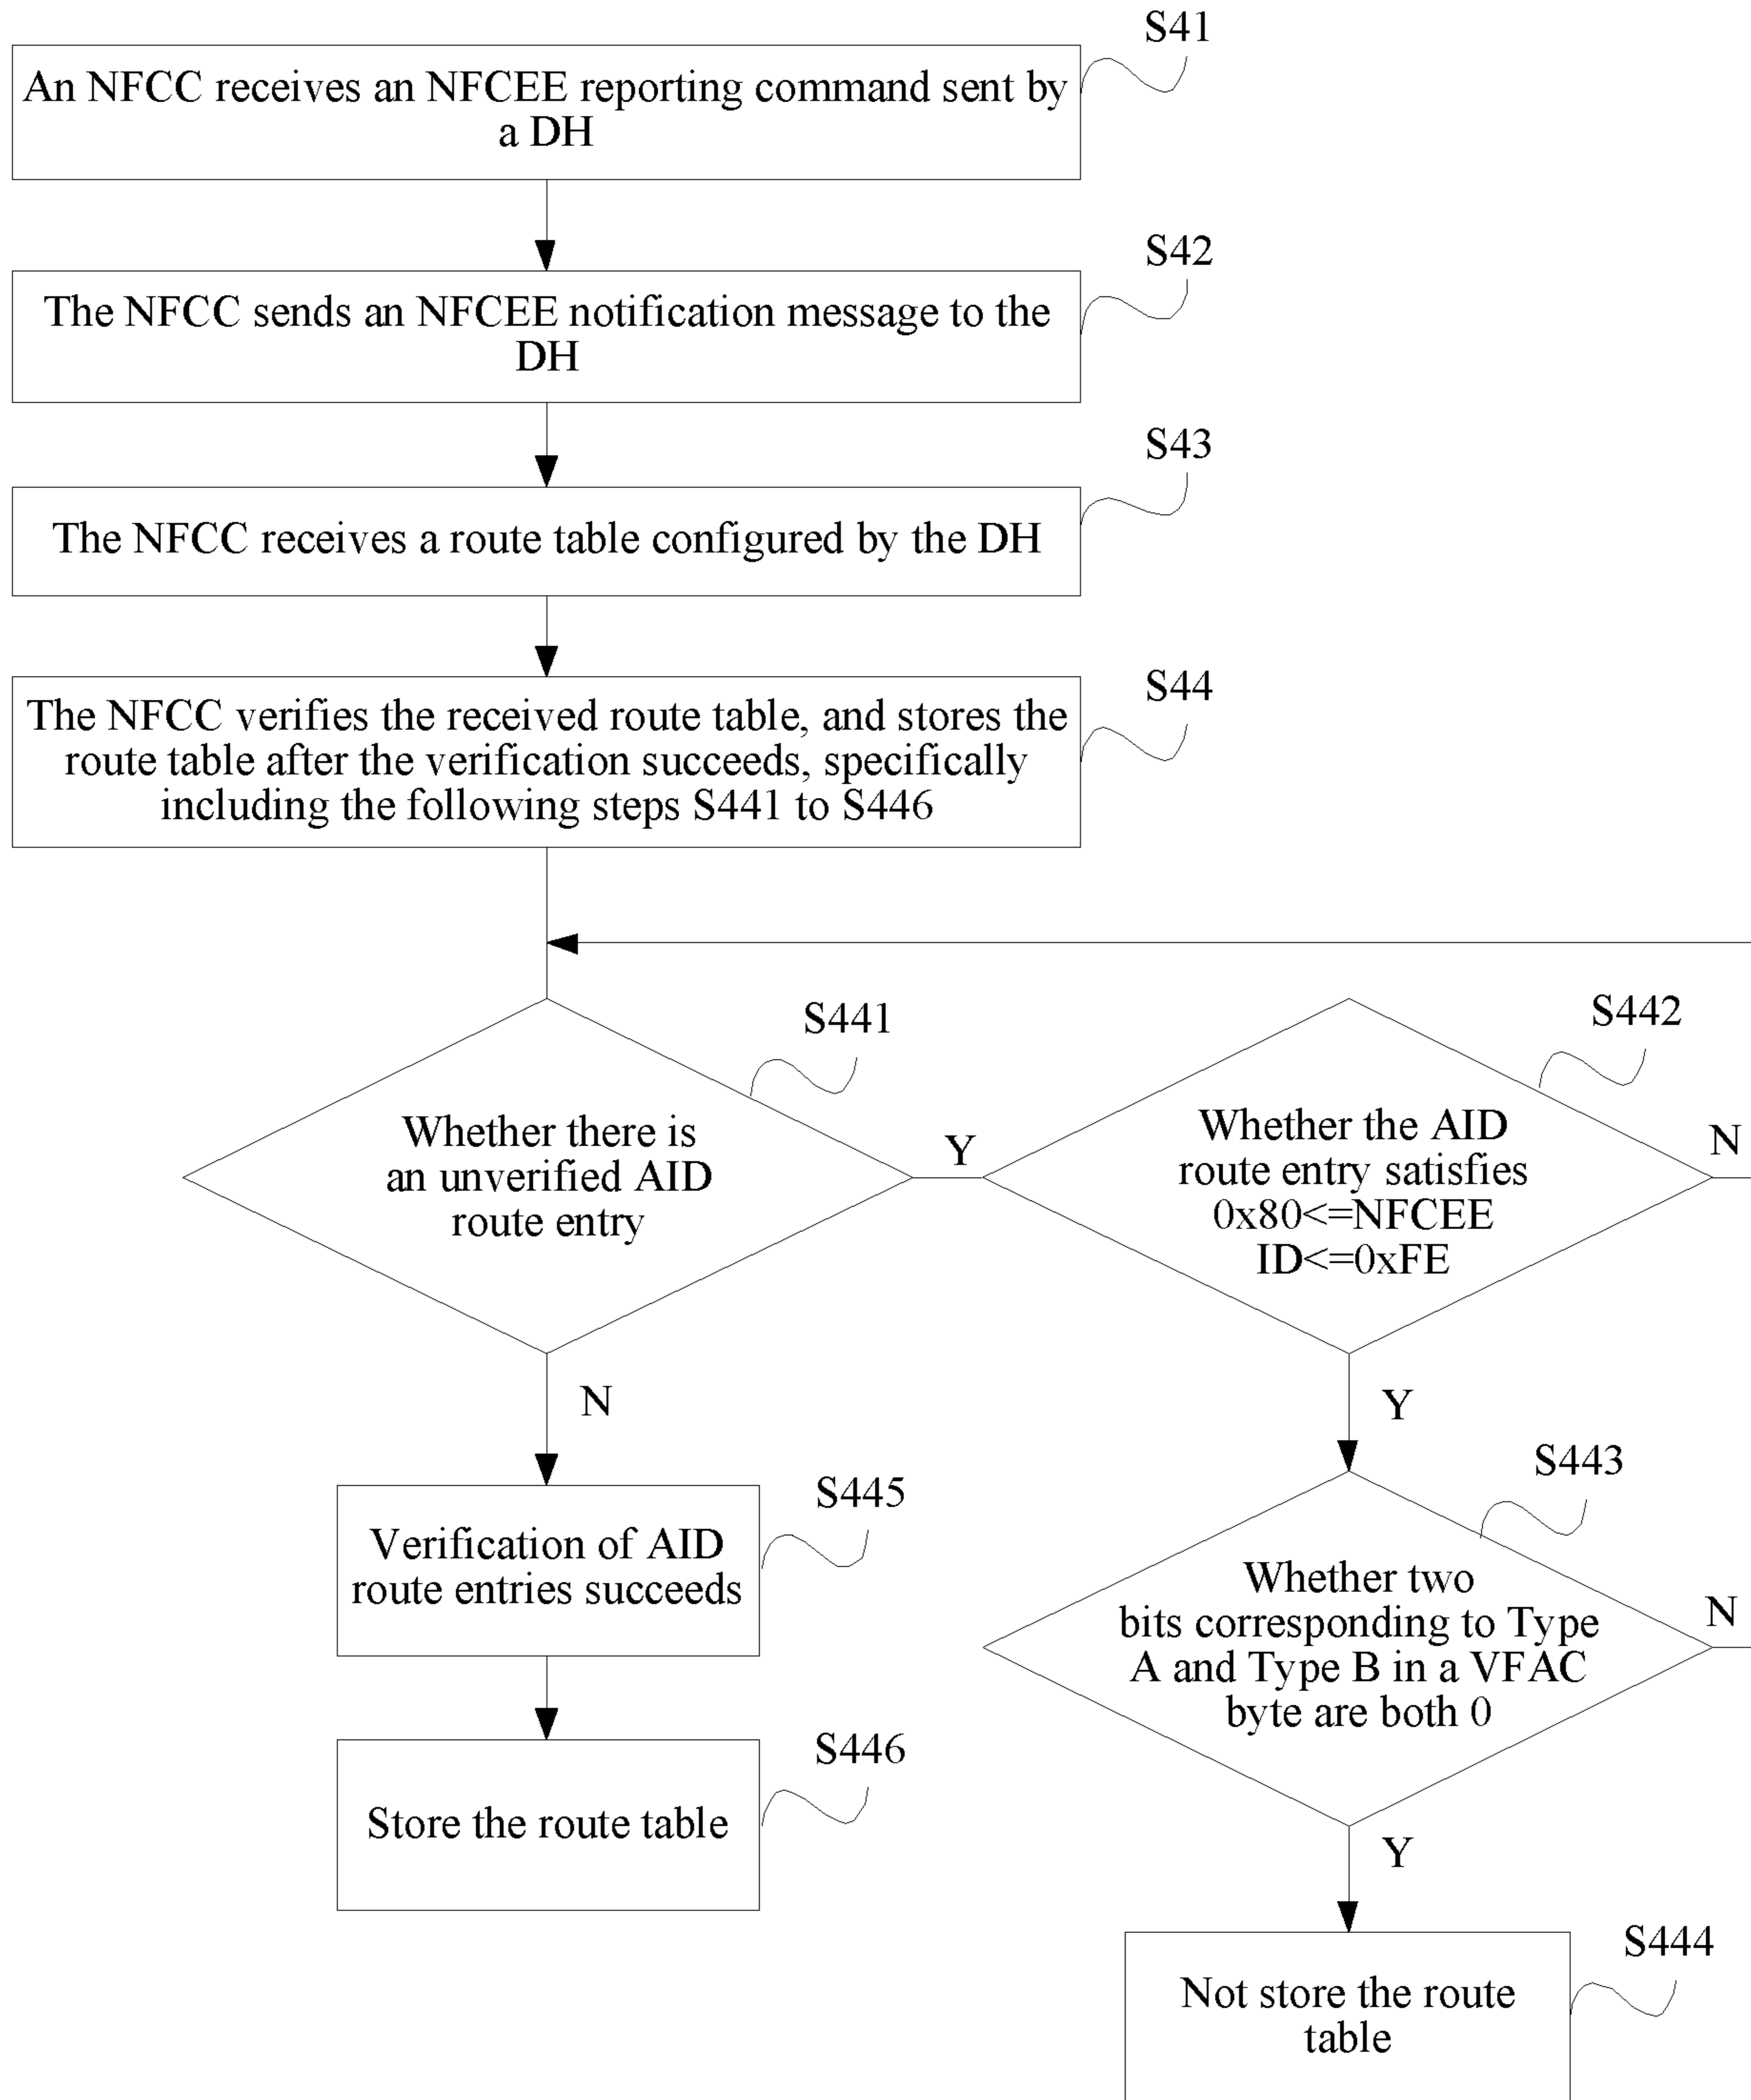 S41
An NFCC receives an NFCEE reporting command sent by
a DH
S42
The NFCC sends an NFCEE notification message to the
DH
S43
The NFCC receives a route table configured by the DH
S44
The NFCC verifies the received route table, and stores the
route table after the verification succeeds, specifically
including the following steps S441 to S446
S441
Whether there is
an unverified AID
route entry
Y
N
S442
Whether the AID
route entry satisfies
0x80<=NFCEE
ID<=0xFE
N
Y
S443
Whether two
bits corresponding to Type
A and Type B in a VFAC
byte are both 0
N
Y
S445
Verification of AID
route entries succeeds
S446
Store the route table
S444
Not store the route
table